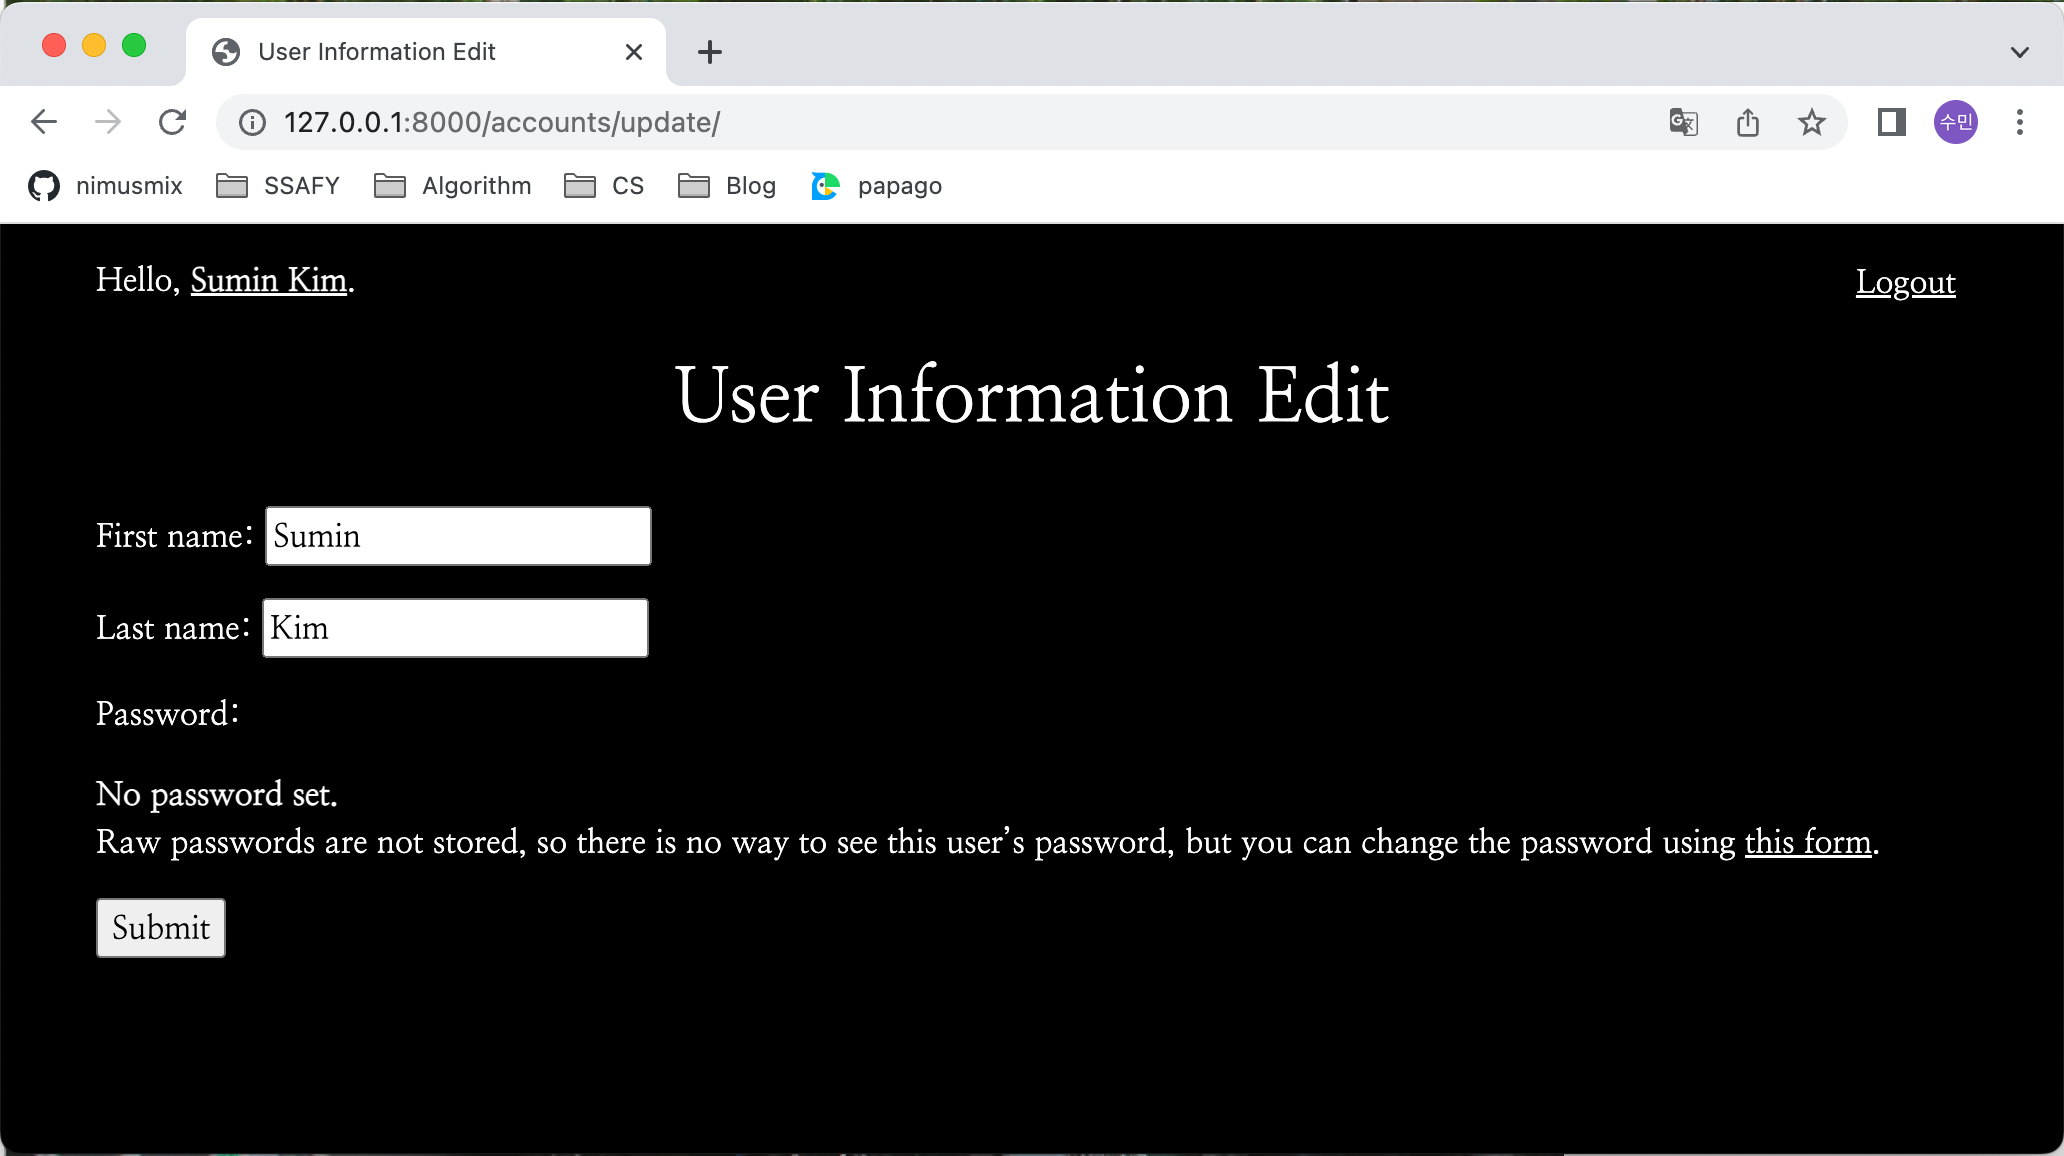 User Information Edit
127.0.0.1:8000/accounts/update/
수민
nimusmix SSAFY Algorithm CS Blog papago
Hello, Sumin Kim. Logout
User Information Edit
First name: Sumin
Last name: Kim
Password:
No password set.
Raw passwords are not stored, so there is no way to see this user’s password, but you can change the password using this form.
Submit